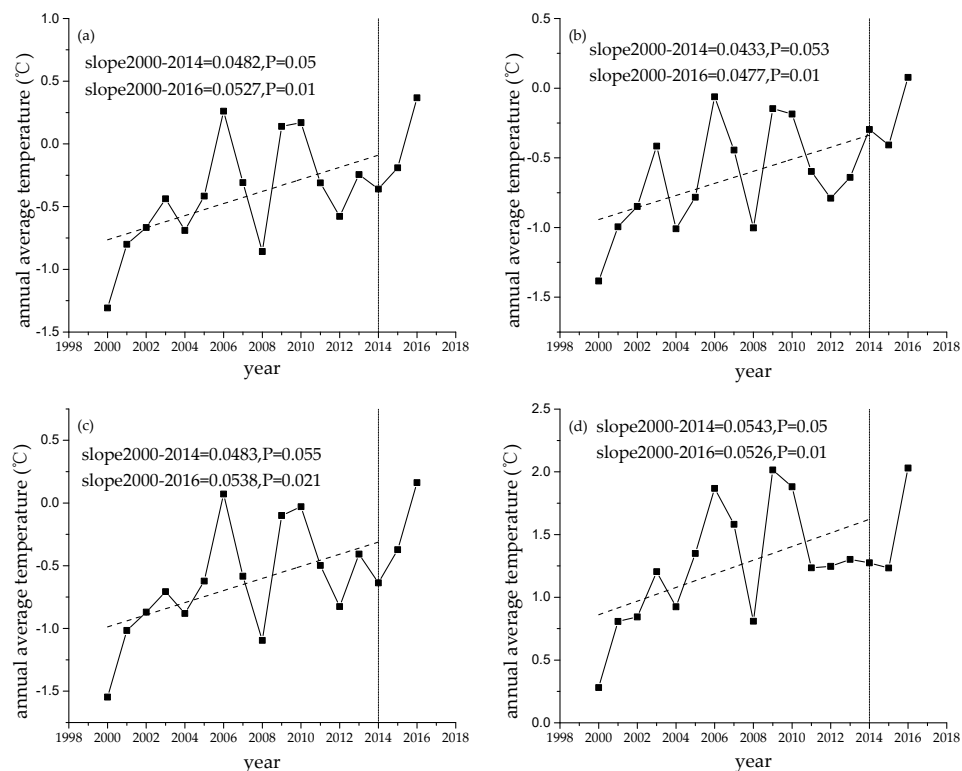 (a)
slope2000-2014=0.0482,P=0.05
slope2000-2016=0.0527,P=0.01
annual average temperature (℃)
1.0
0.5
0.0
-0.5
-1.0
-1.5
1998 2000 2002 2004 2006 2008 2010 2012 2014 2016 2018
year
(b)
slope2000-2014=0.0433,P=0.053
slope2000-2016=0.0477,P=0.01
annual average temperature (℃)
0.5
0.0
-0.5
-1.0
-1.5
1998 2000 2002 2004 2006 2008 2010 2012 2014 2016 2018
year
(c)
slope2000-2014=0.0483,P=0.055
slope2000-2016=0.0538,P=0.021
annual average temperature (℃)
0.5
0.0
-0.5
-1.0
-1.5
1998 2000 2002 2004 2006 2008 2010 2012 2014 2016 2018
year
(d) slope2000-2014=0.0543,P=0.05
slope2000-2016=0.0526,P=0.01
annual average temperature (℃)
2.5
2.0
1.5
1.0
0.5
0.0
1998 2000 2002 2004 2006 2008 2010 2012 2014 2016 2018
year